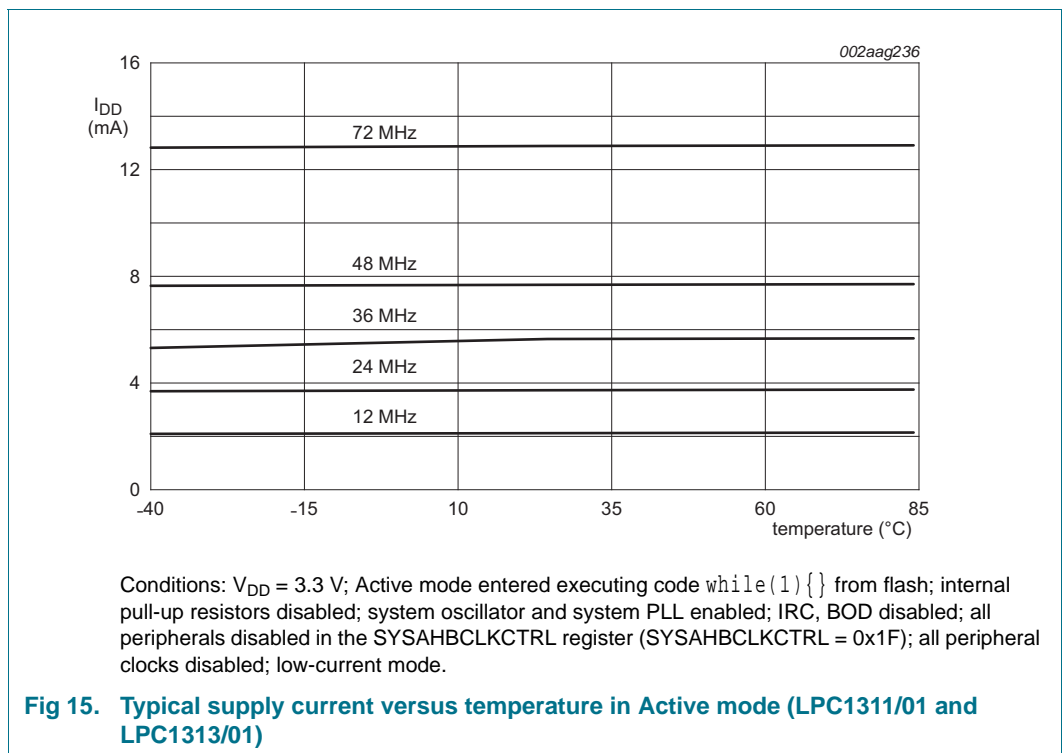 002aag236
16
I_DD
(mA)
72 MHz
12
48 MHz
8
36 MHz
24 MHz
4
12 MHz
0
-40 -15 10 35 60 85
temperature (°C)
Conditions: V_DD = 3.3 V; Active mode entered executing code while(1){} from flash; internal
pull-up resistors disabled; system oscillator and system PLL enabled; IRC, BOD disabled; all
peripherals disabled in the SYSAHBCLKCTRL register (SYSAHBCLKCTRL = 0x1F); all peripheral
clocks disabled; low-current mode.
Fig 15. Typical supply current versus temperature in Active mode (LPC1311/01 and
LPC1313/01)